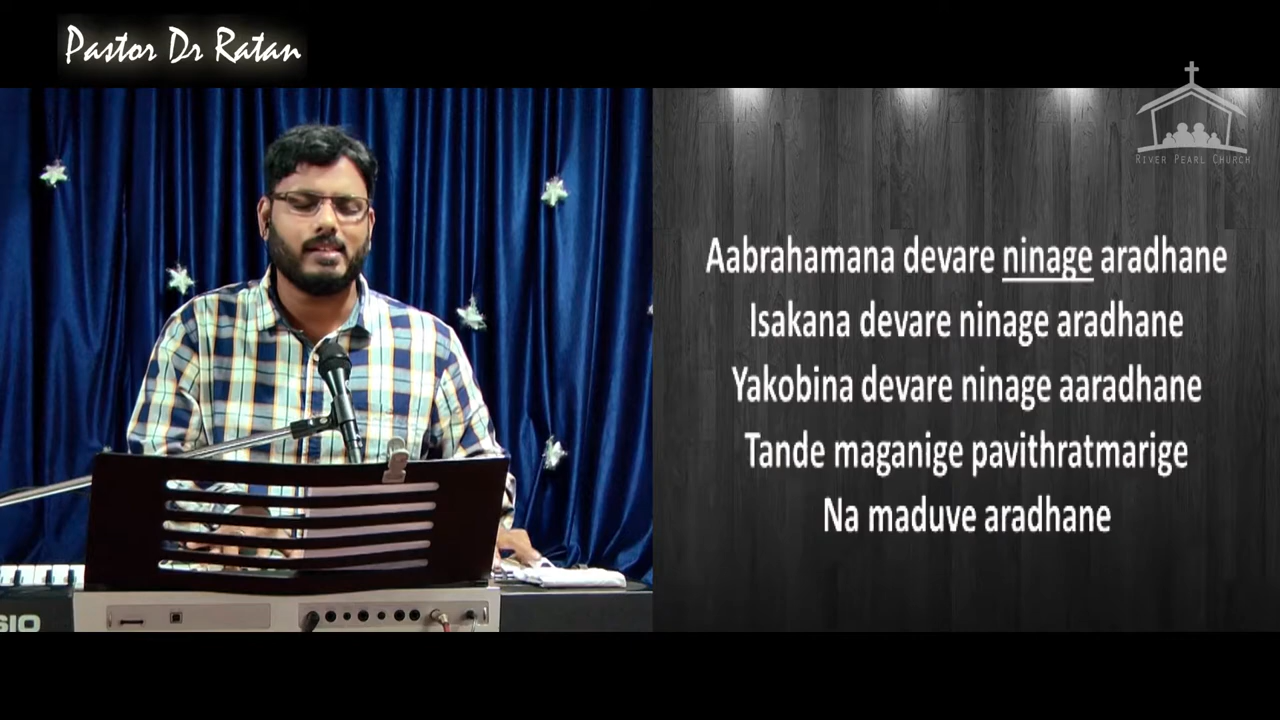 Pastor Dr Ratan
River Pearl Church
Aabrahamana devare ninage aradhane
Isakana devare ninage aradhane
Yakobina devare ninage aaradhane
Tande maganige pavithratmarige
Na maduve aradhane
SIO